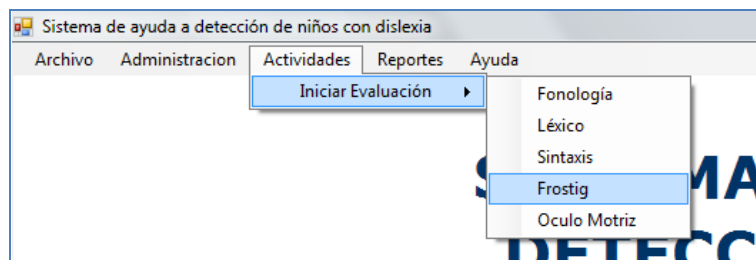 Sistema de ayuda a detección de niños con dislexia
Archivo Administracion Actividades Reportes Ayuda
Iniciar Evaluación
Fonología
Léxico
Sintaxis
Frostig
Oculo Motriz